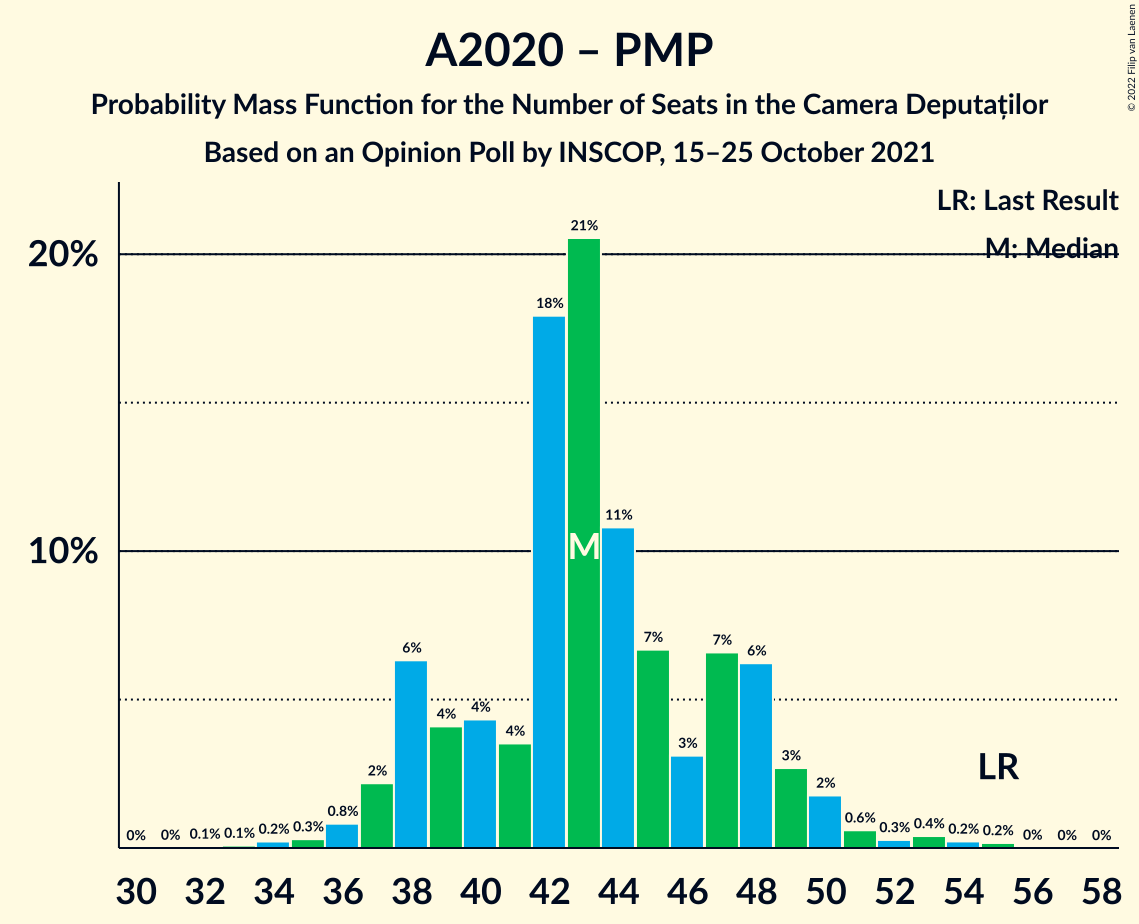 A2020 – PMP
Probability Mass Function for the Number of Seats in the Camera Deputaților
Based on an Opinion Poll by INSCOP, 15–25 October 2021
© 2022 Filip van Laenen
LR: Last Result
M: Median
20%
10%
0% 0% 0.1% 0.1% 0.2% 0.3% 0.8% 2% 6% 4% 4% 4% 18% 21% 11% 7% 3% 7% 6% 3% 2% 0.6% 0.3% 0.4% 0.2% 0.2% 0% 0% 0%
M
LR
30 32 34 36 38 40 42 44 46 48 50 52 54 56 58